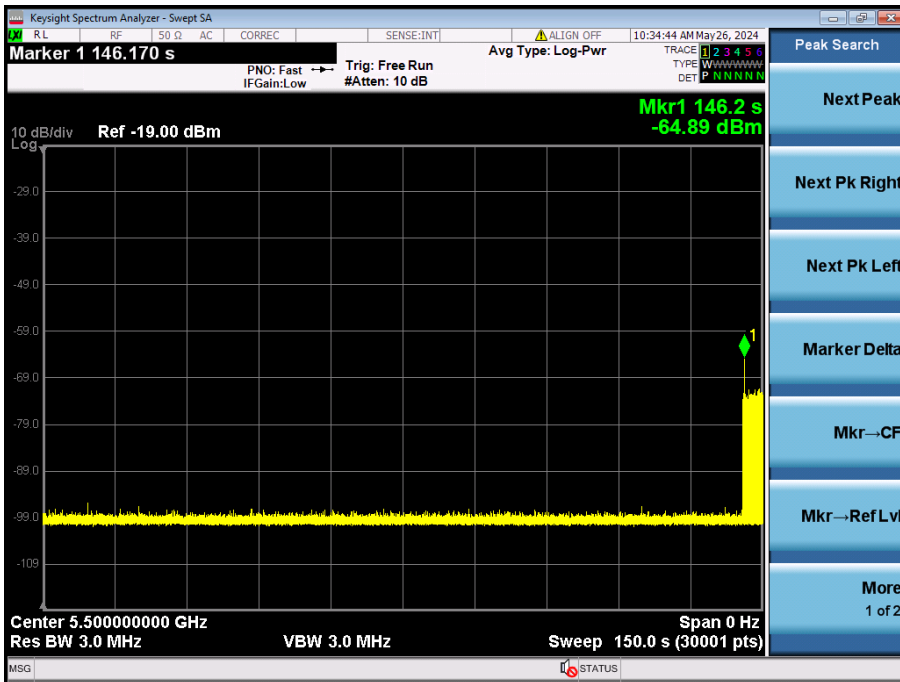 Keysight Spectrum Analyzer - Swept SA
LXI RL RF 50 Ω AC CORREC SENSE:INT ALIGN OFF 10:34:44 AM May 26, 2024
Marker 1 146.170 s
PNO: Fast
IFGain:Low
Trig: Free Run
#Atten: 10 dB
Avg Type: Log-Pwr
TRACE 1 2 3 4 5 6
TYPE WWWWWW
DET P N N N N N
Mkr1 146.2 s
-64.89 dBm
10 dB/div Ref -19.00 dBm
Log
1
-29.0
-39.0
-49.0
-59.0
-69.0
-79.0
-89.0
-99.0
-109
Center 5.500000000 GHz Span 0 Hz
Res BW 3.0 MHz VBW 3.0 MHz Sweep 150.0 s (30001 pts)
MSG STATUS
Peak Search
Next Peak
Next Pk Right
Next Pk Left
Marker Delta
Mkr→CF
Mkr→Ref Lvl
More
1 of 2